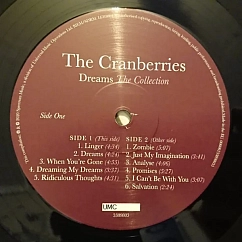 The Cranberries
Dreams The Collection
Side One
SIDE 1 (This side)
1. Linger (4:34)
2. Dreams (4:24)
3. When You're Gone (4:33)
4. Dreaming My Dreams (3:37)
5. Ridiculous Thoughts (4:31)
SIDE 2 (Other side)
1. Zombie (5:07)
2. Just My Imagination (3:41)
3. Analyse (4:06)
4. Promises (3:27)
5. I Can't Be With You (3:07)
6. Salvation (2:24)
UMC